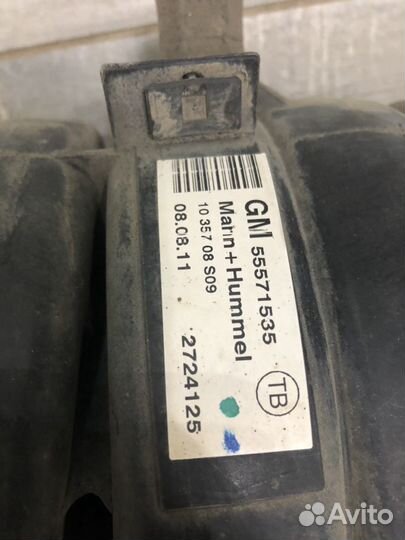 GM 55571535
Mann+Hummel
10 357 08 S09
08.08.11
2724125
TB
Avito